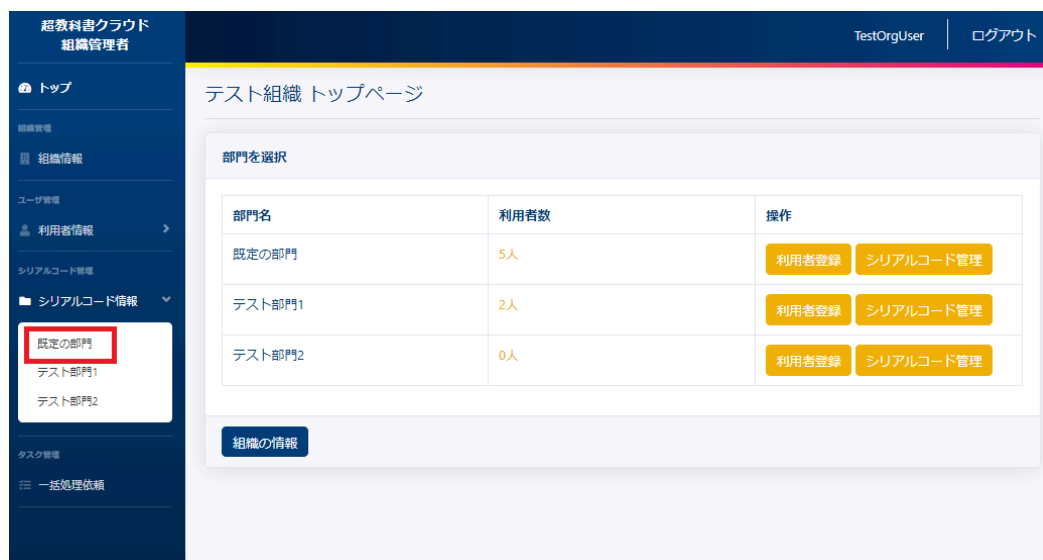 超教科書クラウド
組織管理者
TestOrgUser
ログアウト
トップ
組織管理
組織情報
ユーザ管理
利用者情報
シリアルコード管理
シリアルコード情報
既定の部門
テスト部門1
テスト部門2
タスク管理
一括処理依頼
テスト組織 トップページ
部門を選択
部門名 利用者数 操作
既定の部門 5人 利用者登録 シリアルコード管理
テスト部門1 2人 利用者登録 シリアルコード管理
テスト部門2 0人 利用者登録 シリアルコード管理
組織の情報